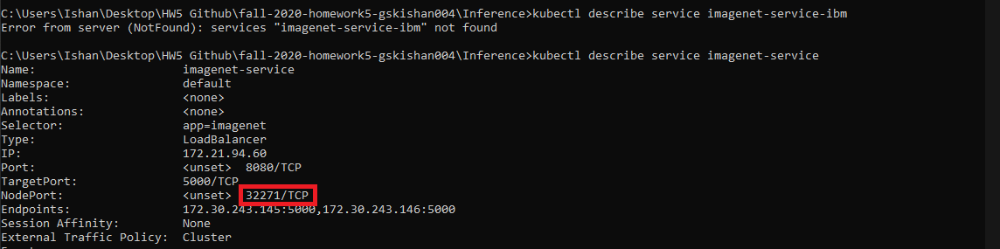 C:\Users\Ishan\Desktop\HW5 Github\fall-2020-homework5-gskishan004\Inference>kubectl describe service imagenet-service-ibm
Error from server (NotFound): services "imagenet-service-ibm" not found
C:\Users\Ishan\Desktop\HW5 Github\fall-2020-homework5-gskishan004\Inference>kubectl describe service imagenet-service
Name: imagenet-service
Namespace: default
Labels: <none>
Annotations: <none>
Selector: app=imagenet
Type: LoadBalancer
IP: 172.21.94.60
Port: <unset> 8080/TCP
TargetPort: 5000/TCP
NodePort: <unset> 32271/TCP
Endpoints: 172.30.243.145:5000,172.30.243.146:5000
Session Affinity: None
External Traffic Policy: Cluster